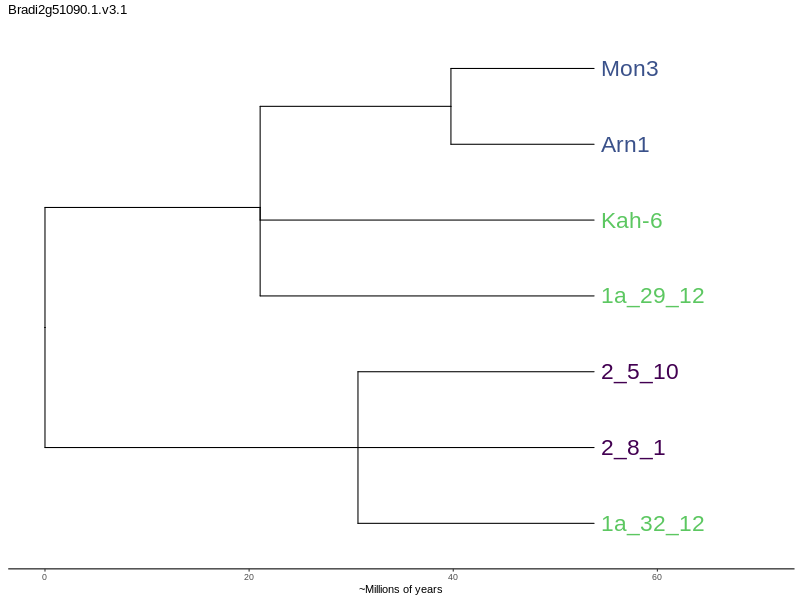 Bradi2g51090.1.v3.1
Mon3
Arn1
Kah-6
1a_29_12
2_5_10
2_8_1
1a_32_12
0 20 40 60
~Millions of years